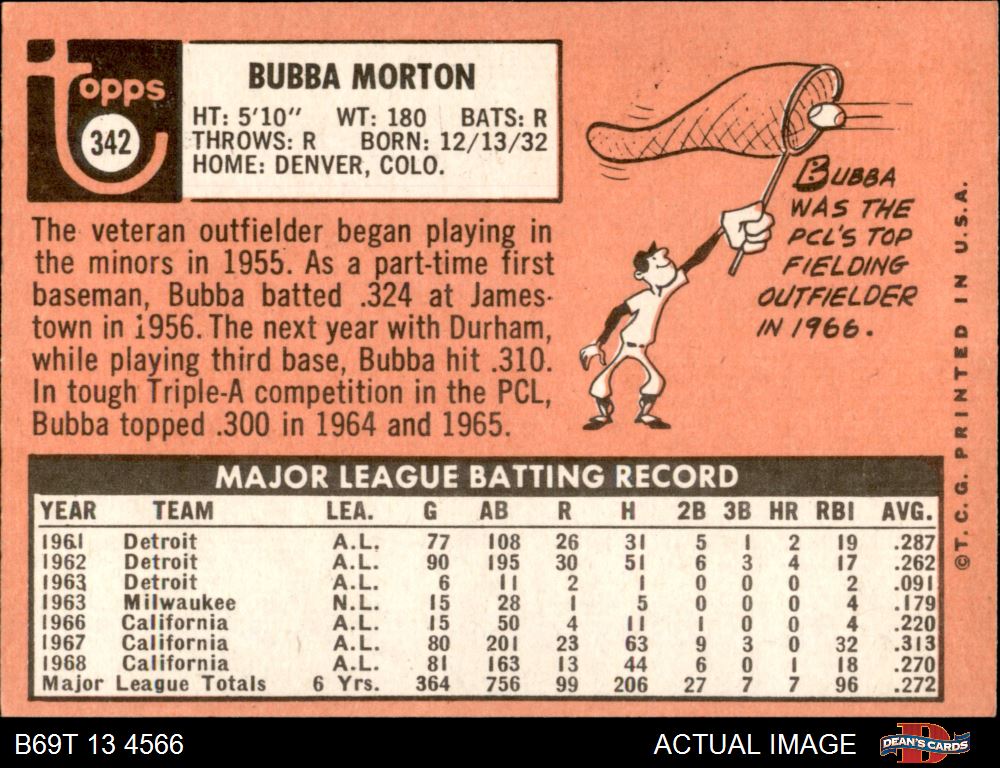 Topps
342
BUBBA MORTON
HT: 5'10" WT: 180 BATS: R
THROWS: R BORN: 12/13/32
HOME: DENVER, COLO.
The veteran outfielder began playing in
the minors in 1955. As a part-time first
baseman, Bubba batted .324 at James-
town in 1956. The next year with Durham,
while playing third base, Bubba hit .310.
In tough Triple-A competition in the PCL,
Bubba topped .300 in 1964 and 1965.
BUBBA
WAS THE
PCL'S TOP
FIELDING
OUTFIELDER
IN 1966.
©T. C. G. PRINTED IN U.S.A.
MAJOR LEAGUE BATTING RECORD
YEAR TEAM LEA. G AB R H 2B 3B HR RBI AVG.
1961 Detroit A.L. 77 108 26 31 5 1 2 19 .287
1962 Detroit A.L. 90 195 30 51 6 3 4 17 .262
1963 Detroit A.L. 6 11 2 1 0 0 0 2 .091
1963 Milwaukee N.L. 15 28 1 5 0 0 0 4 .179
1966 California A.L. 15 50 4 11 1 0 0 4 .220
1967 California A.L. 80 201 23 63 9 3 0 32 .313
1968 California A.L. 81 163 13 44 6 0 1 18 .270
Major League Totals 6 Yrs. 364 756 99 206 27 7 7 96 .272
B69T 13 4566
ACTUAL IMAGE
DEAN'S CARDS